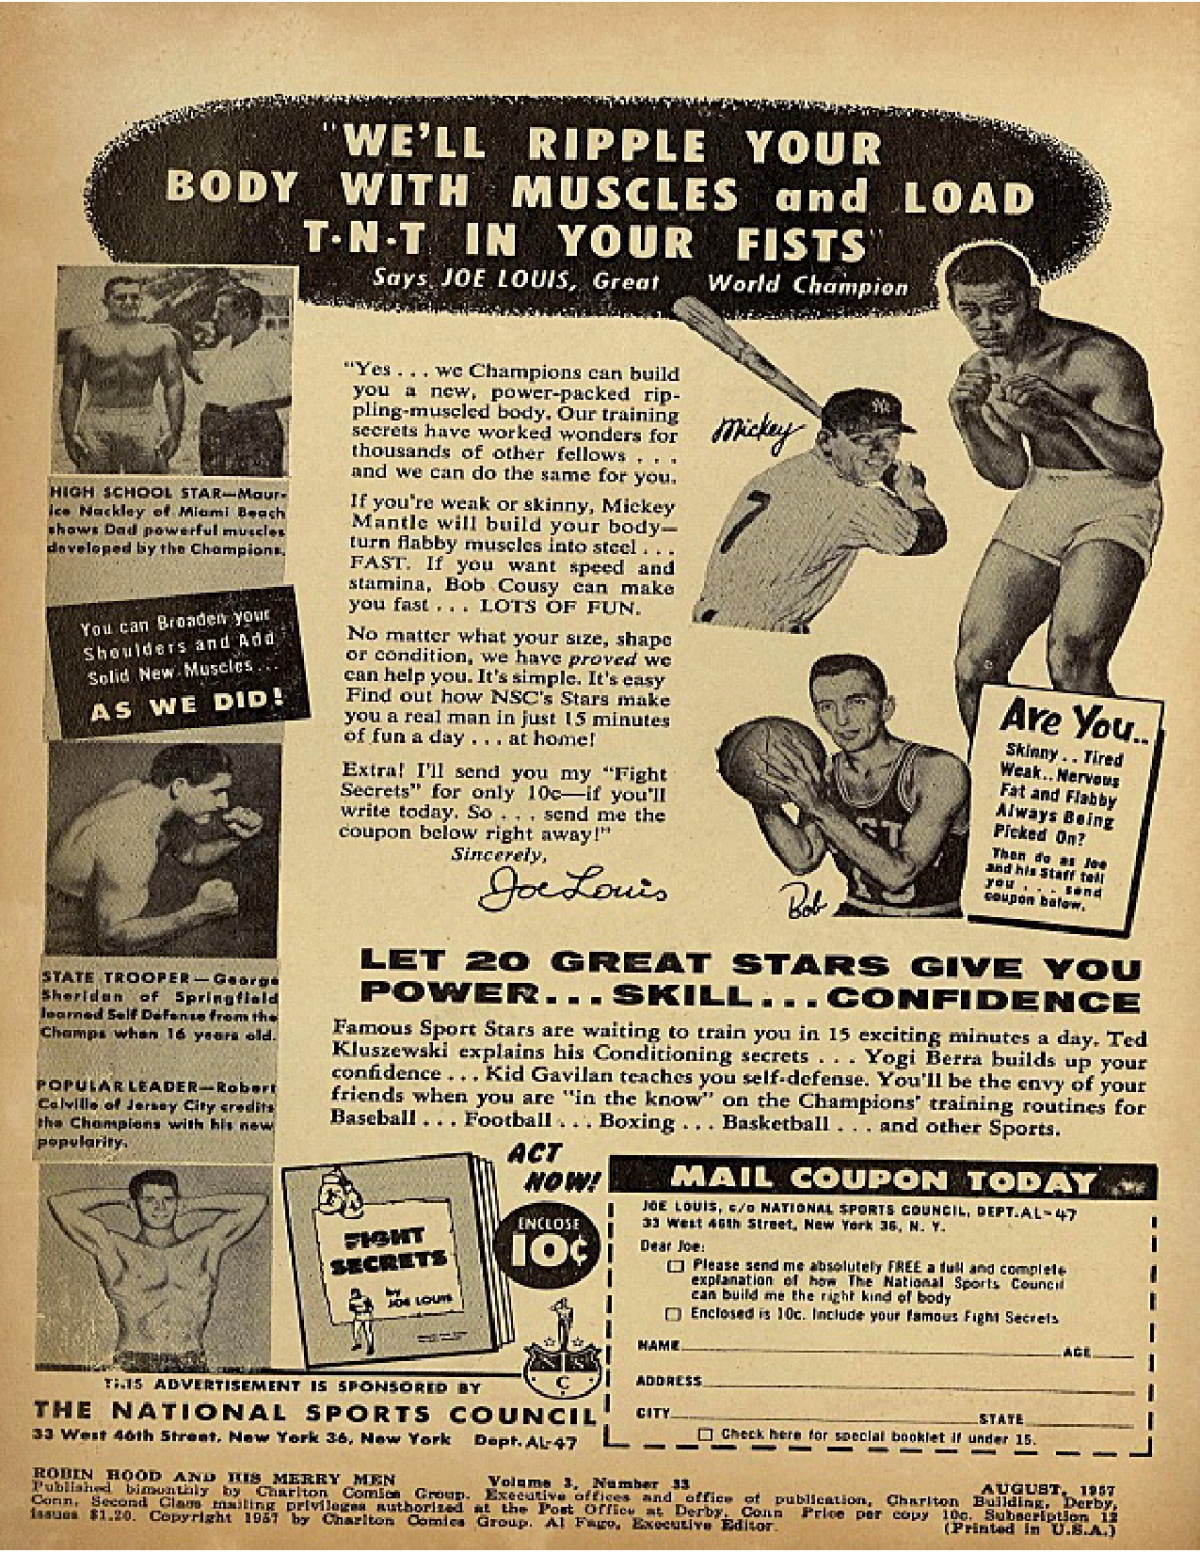 "WE'LL RIPPLE YOUR
BODY WITH MUSCLES and LOAD
T·N·T IN YOUR FISTS"
Says JOE LOUIS, Great World Champion
HIGH SCHOOL STAR—Maur-
ice Nackley of Miami Beach
shows Dad powerful muscles
developed by the Champions.
You can Broaden your
Shoulders and Add
Solid New Muscles...
AS WE DID!
STATE TROOPER—George
Sheridan of Springfield
learned Self Defense from the
Champs when 16 years old.
POPULAR LEADER—Robert
Colville of Jersey City credits
the Champions with his new
popularity.
"Yes . . . we Champions can build
you a new, power-packed rip-
pling-muscled body. Our training
secrets have worked wonders for
thousands of other fellows . . .
and we can do the same for you.
If you're weak or skinny, Mickey
Mantle will build your body—
turn flabby muscles into steel . . .
FAST. If you want speed and
stamina, Bob Cousy can make
you fast . . . LOTS OF FUN.
No matter what your size, shape
or condition, we have proved we
can help you. It's simple. It's easy
Find out how NSC's Stars make
you a real man in just 15 minutes
of fun a day . . . at home!
Extra! I'll send you my "Fight
Secrets" for only 10c—if you'll
write today. So . . . send me the
coupon below right away!"
Sincerely,
Joe Louis
Mickey
NY
7
Bob
Are You..
Skinny . . Tired
Weak.. Nervous
Fat and Flabby
Always Being
Picked On?
Then do as Joe
and his Staff tell
you . . . send
coupon below.
LET 20 GREAT STARS GIVE YOU
POWER...SKILL...CONFIDENCE
Famous Sport Stars are waiting to train you in 15 exciting minutes a day. Ted
Kluszewski explains his Conditioning secrets . . . Yogi Berra builds up your
confidence . . . Kid Gavilan teaches you self-defense. You'll be the envy of your
friends when you are "in the know" on the Champions' training routines for
Baseball . . . Football . . . Boxing . . . Basketball . . . and other Sports.
FIGHT
SECRETS
by
JOE LOUIS
ACT
NOW!
ENCLOSE
10¢
NSC
MAIL COUPON TODAY
JOE LOUIS, c/o NATIONAL SPORTS COUNCIL, DEPT. AL-47
33 West 46th Street, New York 36, N. Y.
Dear Joe:
Please send me absolutely FREE a full and complete
explanation of how The National Sports Council
can build me the right kind of body
Enclosed is 10c. Include your famous Fight Secrets
NAME AGE
ADDRESS
CITY STATE
Check here for special booklet if under 15.
THIS ADVERTISEMENT IS SPONSORED BY
THE NATIONAL SPORTS COUNCIL
33 West 46th Street, New York 36, New York Dept. AL-47
ROBIN HOOD AND HIS MERRY MEN Volume 3, Number 33 AUGUST, 1957
Published bimonthly by Charlton Comics Group. Executive offices and office of publication, Charlton Building, Derby,
Conn. Second Class mailing privileges authorized at the Post Office at Derby, Conn Price per copy 10c. Subscription 12
issues $1.20. Copyright 1957 by Charlton Comics Group. Al Fago, Executive Editor. (Printed in U.S.A.)